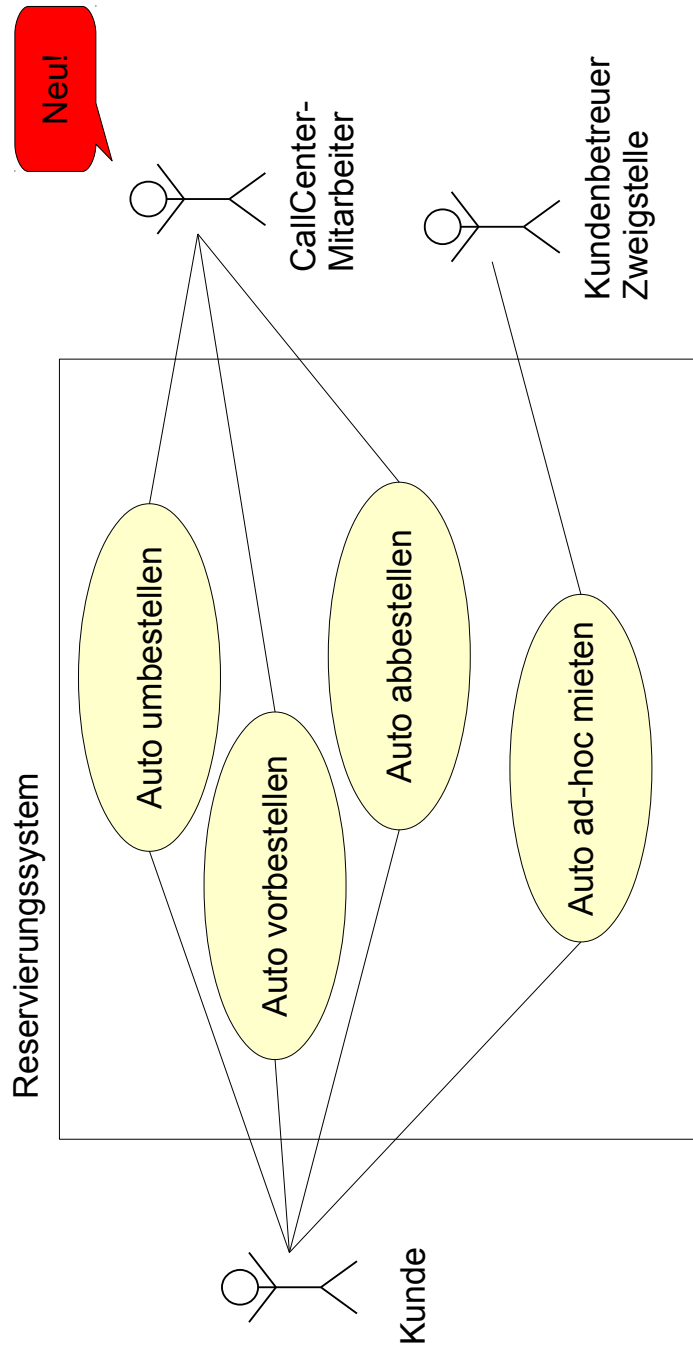 Neu!
Reservierungssystem
Auto umbestellen
CallCenter-
Mitarbeiter
Auto vorbestellen
Auto abbestellen
Kunde
Kundenbetreuer
Zweigstelle
Auto ad-hoc mieten